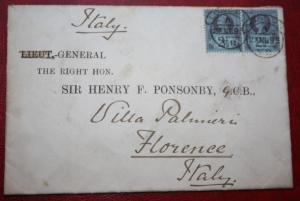 Italy.
LIEUT.-GENERAL
THE RIGHT HON.
SIR HENRY F. PONSONBY, G.C.B.,
Villa Palmieri
Florence
Italy.